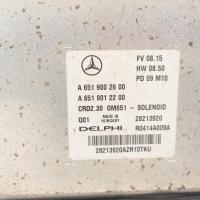 FV 08.15
HW 08.50
PD 09 M10
A 651 900 26 00
A 651 901 22 00
CRD2.30 OM651 - SOLENOID
Q01 MADE IN HUNGARY 28213920
DELPHI R0414A009A
28213920AZR10TKU